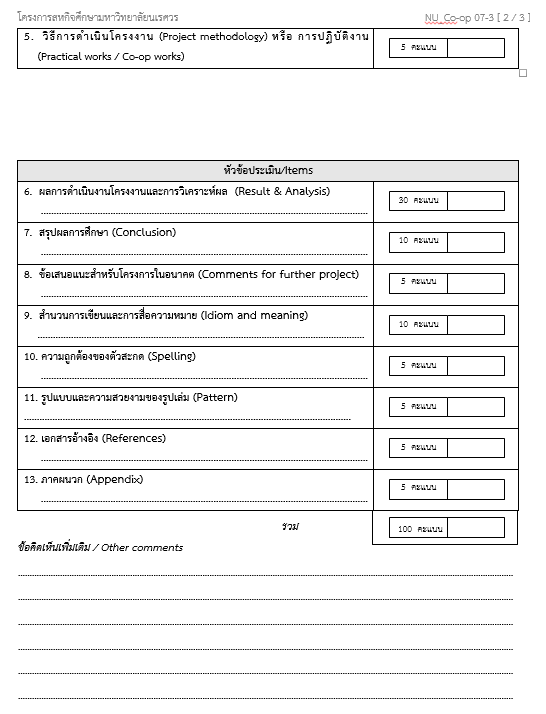 โครงการสหกิจศึกษามหาวิทยาลัยนเรศวร NU_Co-op 07-3 [ 2 / 3 ]
5. วิธีการดำเนินโครงงาน (Project methodology) หรือ การปฏิบัติงาน 5 คะแนน
(Practical works / Co-op works)
หัวข้อประเมิน/Items
6. ผลการดำเนินงานโครงงานและการวิเคราะห์ผล (Result & Analysis) 30 คะแนน
7. สรุปผลการศึกษา (Conclusion) 10 คะแนน
8. ข้อเสนอแนะสำหรับโครงการในอนาคต (Comments for further project) 5 คะแนน
9. สำนวนการเขียนและการสื่อความหมาย (Idiom and meaning) 10 คะแนน
10. ความถูกต้องของตัวสะกด (Spelling) 5 คะแนน
11. รูปแบบและความสวยงามของรูปเล่ม (Pattern) 5 คะแนน
12. เอกสารอ้างอิง (References) 5 คะแนน
13. ภาคผนวก (Appendix) 5 คะแนน
รวม 100 คะแนน
ข้อคิดเห็นเพิ่มเติม / Other comments